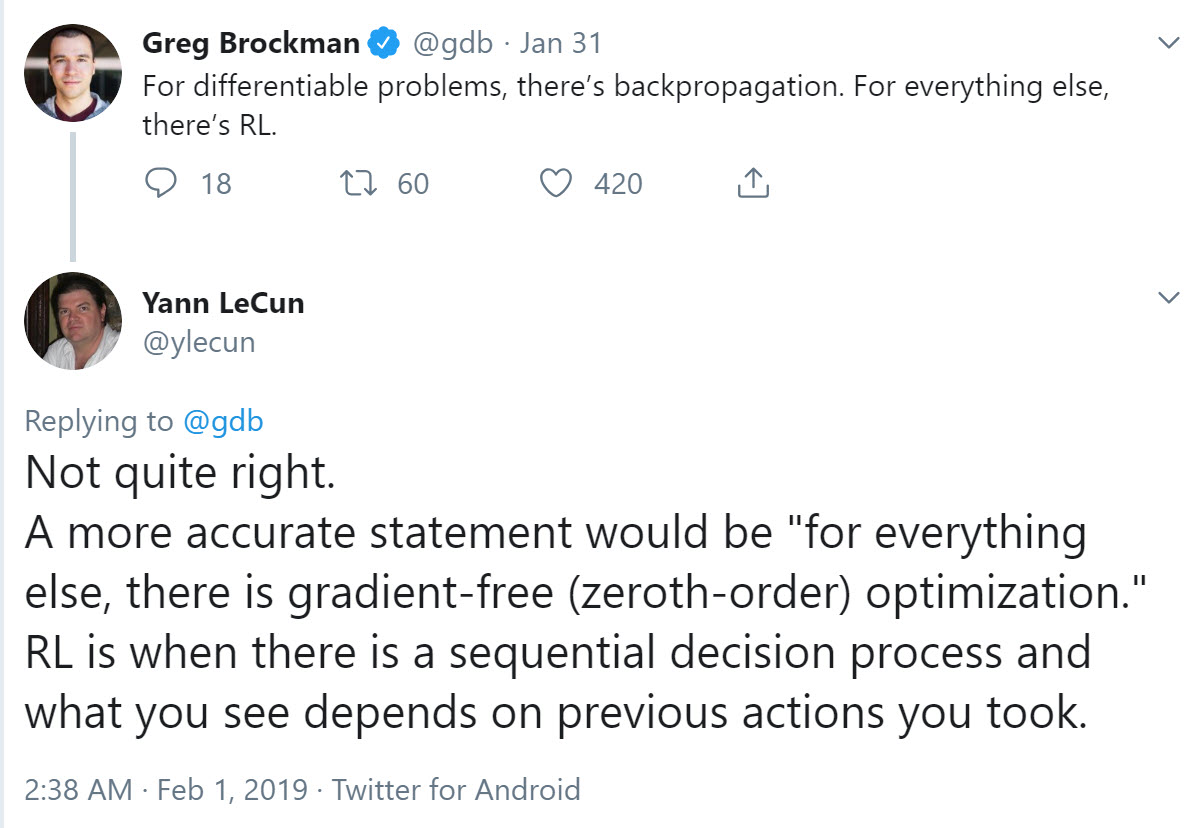 Greg Brockman @gdb · Jan 31
For differentiable problems, there’s backpropagation. For everything else,
there’s RL.
18 60 420
Yann LeCun
@ylecun
Replying to @gdb
Not quite right.
A more accurate statement would be "for everything
else, there is gradient-free (zeroth-order) optimization."
RL is when there is a sequential decision process and
what you see depends on previous actions you took.
2:38 AM · Feb 1, 2019 · Twitter for Android